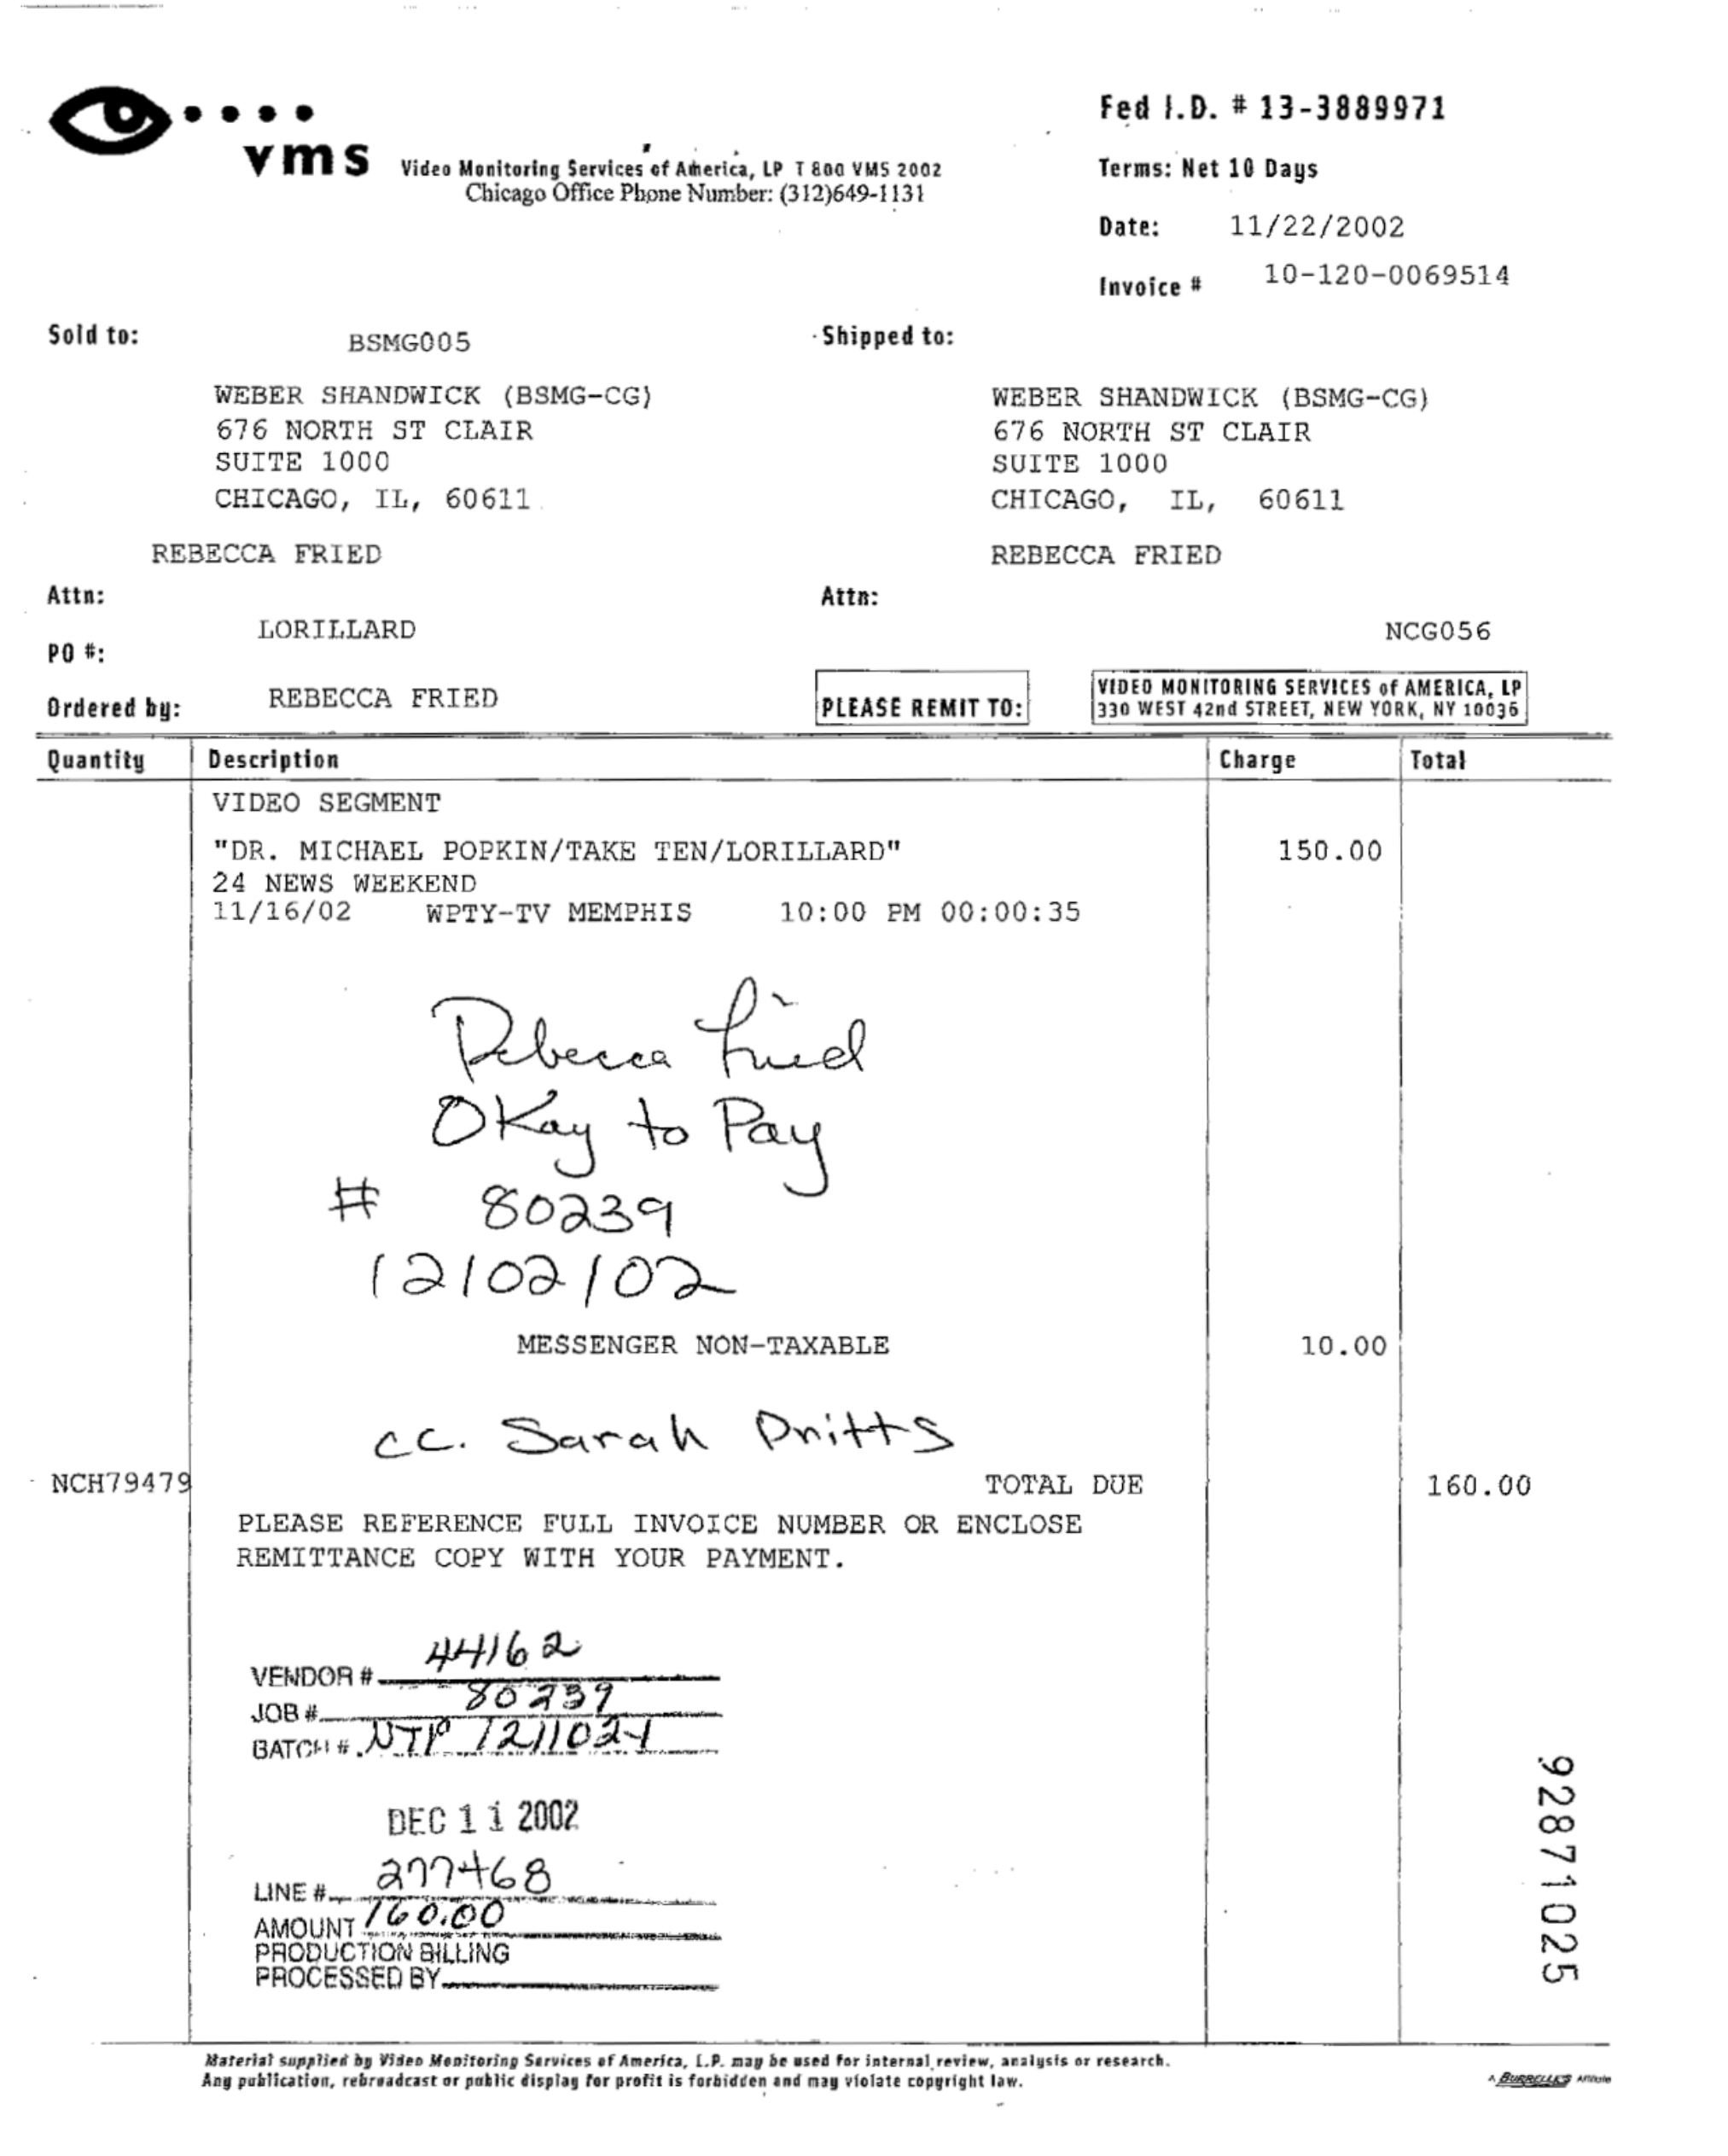 vms
Video Monitoring Services of America, LP T 800 VMS 2002
Chicago Office Phone Number: (312)649-1131
Fed I.D. # 13-3889971
Terms: Net 10 Days
Date: 11/22/2002
Invoice # 10-120-0069514
Sold to: BSMG005
WEBER SHANDWICK (BSMG-CG)
676 NORTH ST CLAIR
SUITE 1000
CHICAGO, IL, 60611
REBECCA FRIED
Attn:
LORILLARD
PO #:
Ordered by: REBECCA FRIED
Shipped to:
WEBER SHANDWICK (BSMG-CG)
676 NORTH ST CLAIR
SUITE 1000
CHICAGO, IL, 60611
REBECCA FRIED
Attn:
NCG056
PLEASE REMIT TO:
VIDEO MONITORING SERVICES of AMERICA, LP
330 WEST 42nd STREET, NEW YORK, NY 10036
Quantity Description Charge Total
VIDEO SEGMENT
"DR. MICHAEL POPKIN/TAKE TEN/LORILLARD" 150.00
24 NEWS WEEKEND
11/16/02 WPTY-TV MEMPHIS 10:00 PM 00:00:35
Rebecca Fried
Okay to Pay
# 80239
12/02/02
MESSENGER NON-TAXABLE 10.00
cc. Sarah Dritts
NCH79479 TOTAL DUE 160.00
PLEASE REFERENCE FULL INVOICE NUMBER OR ENCLOSE
REMITTANCE COPY WITH YOUR PAYMENT.
VENDOR # 44162
JOB # 80239
BATCH #
DEC 11 2002
LINE # 277468
AMOUNT 160.00
PRODUCTION BILLING
PROCESSED BY
92871025
Material supplied by Video Monitoring Services of America, L.P. may be used for internal review, analysis or research.
Any publication, rebroadcast or public display for profit is forbidden and may violate copyright law.
A BURRELLE'S Affiliate